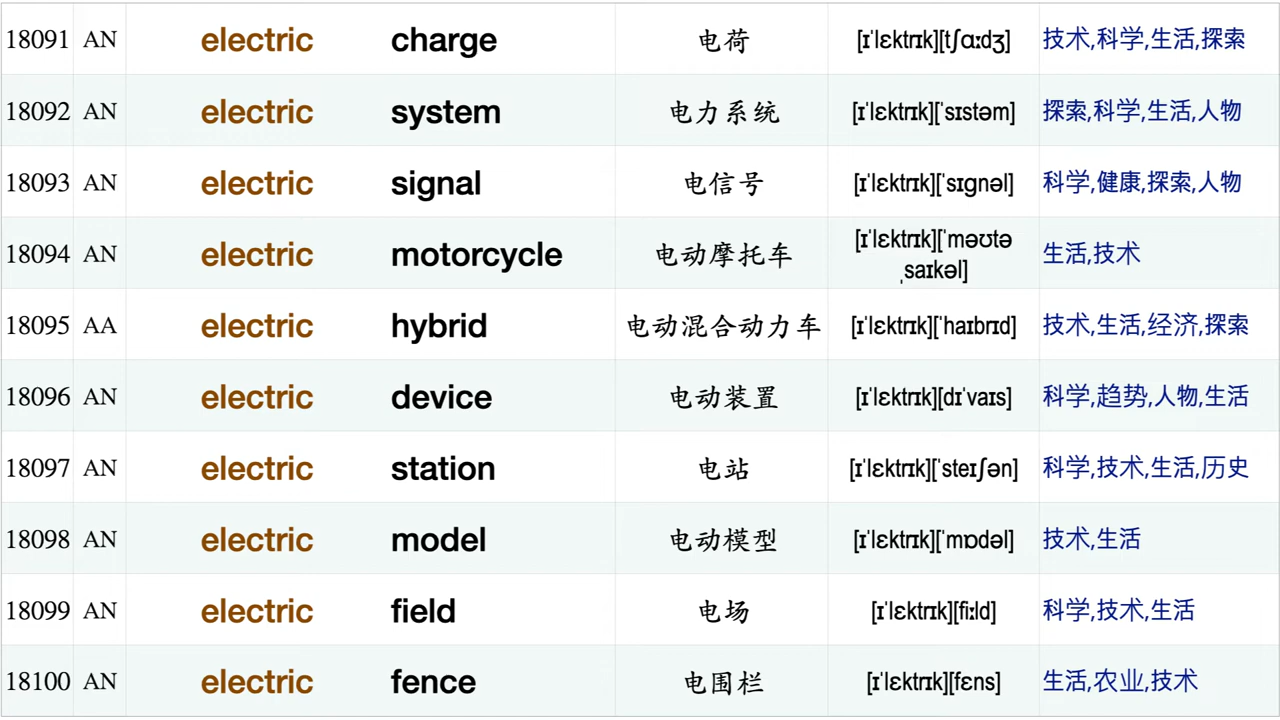 18091 AN electric charge 电荷 [ɪˈlɛktrɪk][tʃɑːdʒ] 技术,科学,生活,探索
18092 AN electric system 电力系统 [ɪˈlɛktrɪk][ˈsɪstəm] 探索,科学,生活,人物
18093 AN electric signal 电信号 [ɪˈlɛktrɪk][ˈsɪɡnəl] 科学,健康,探索,人物
18094 AN electric motorcycle 电动摩托车 [ɪˈlɛktrɪk][ˈməʊtə
ˌsaɪkəl] 生活,技术
18095 AA electric hybrid 电动混合动力车 [ɪˈlɛktrɪk][ˈhaɪbrɪd] 技术,生活,经济,探索
18096 AN electric device 电动装置 [ɪˈlɛktrɪk][dɪˈvaɪs] 科学,趋势,人物,生活
18097 AN electric station 电站 [ɪˈlɛktrɪk][ˈsteɪʃən] 科学,技术,生活,历史
18098 AN electric model 电动模型 [ɪˈlɛktrɪk][ˈmɒdəl] 技术,生活
18099 AN electric field 电场 [ɪˈlɛktrɪk][fiːld] 科学,技术,生活
18100 AN electric fence 电围栏 [ɪˈlɛktrɪk][fɛns] 生活,农业,技术